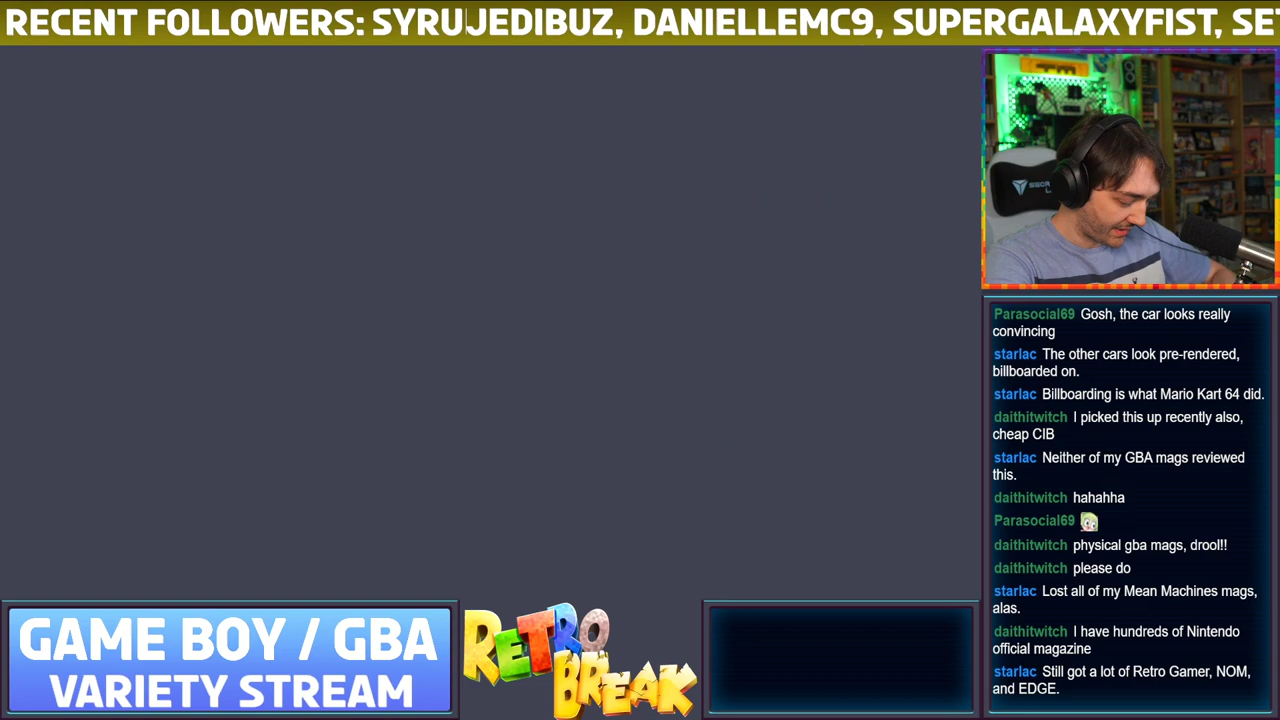 RECENT FOLLOWERS: SYRUJEDIBUZ, DANIELLEMC9, SUPERGALAXYFIST, SE
Parasocial69 Gosh, the car looks really
convincing
starlac The other cars look pre-rendered,
billboarded on.
starlac Billboarding is what Mario Kart 64 did.
daithitwitch I picked this up recently also,
cheap CIB
starlac Neither of my GBA mags reviewed
this.
daithitwitch hahahha
Parasocial69
daithitwitch physical gba mags, drool!!
daithitwitch please do
starlac Lost all of my Mean Machines mags,
alas.
daithitwitch I have hundreds of Nintendo
official magazine
starlac Still got a lot of Retro Gamer, NOM,
and EDGE.
GAME BOY / GBA
VARIETY STREAM
RETRO
BREAK